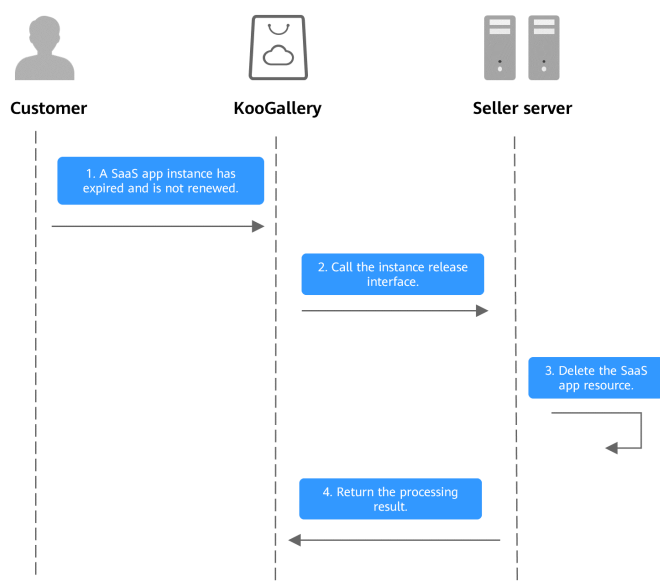 Customer
KooGallery
Seller server
1. A SaaS app instance has
expired and is not renewed.
2. Call the instance release
interface.
3. Delete the SaaS
app resource.
4. Return the processing
result.